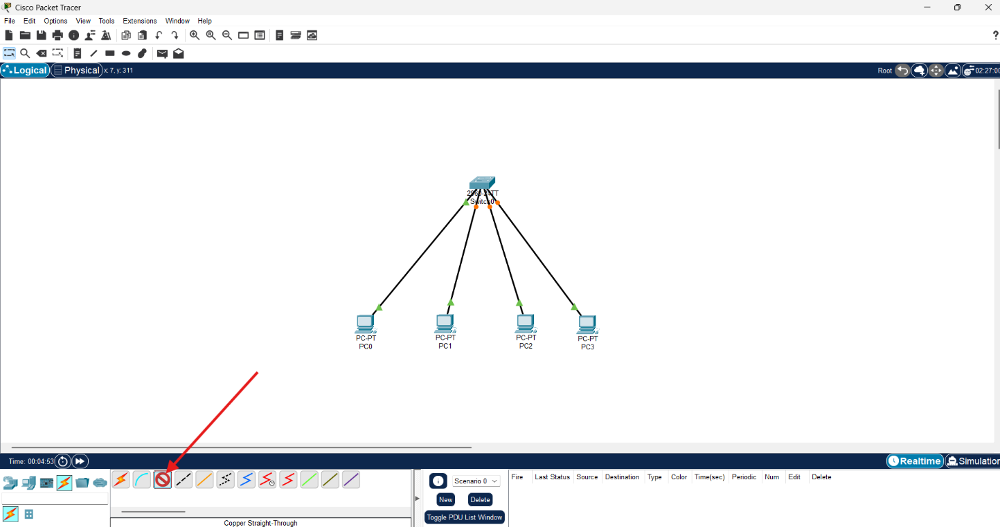 Cisco Packet Tracer
File Edit Options View Tools Extensions Window Help
?
Logical Physical x: 7, y: 311 Root 02:27:00
2960-24TT
Switch0
PC-PT
PC0
PC-PT
PC1
PC-PT
PC2
PC-PT
PC3
Time: 00:04:53 Realtime Simulation
Scenario 0
New Delete
Toggle PDU List Window
Fire Last Status Source Destination Type Color Time(sec) Periodic Num Edit Delete
Copper Straight-Through